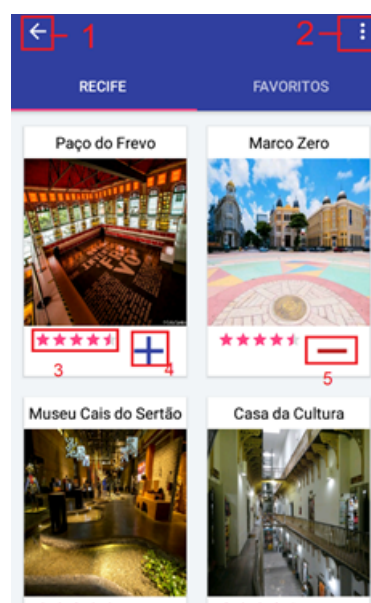 1 2
RECIFE FAVORITOS
Paço do Frevo Marco Zero
3 4
5
Museu Cais do Sertão Casa da Cultura